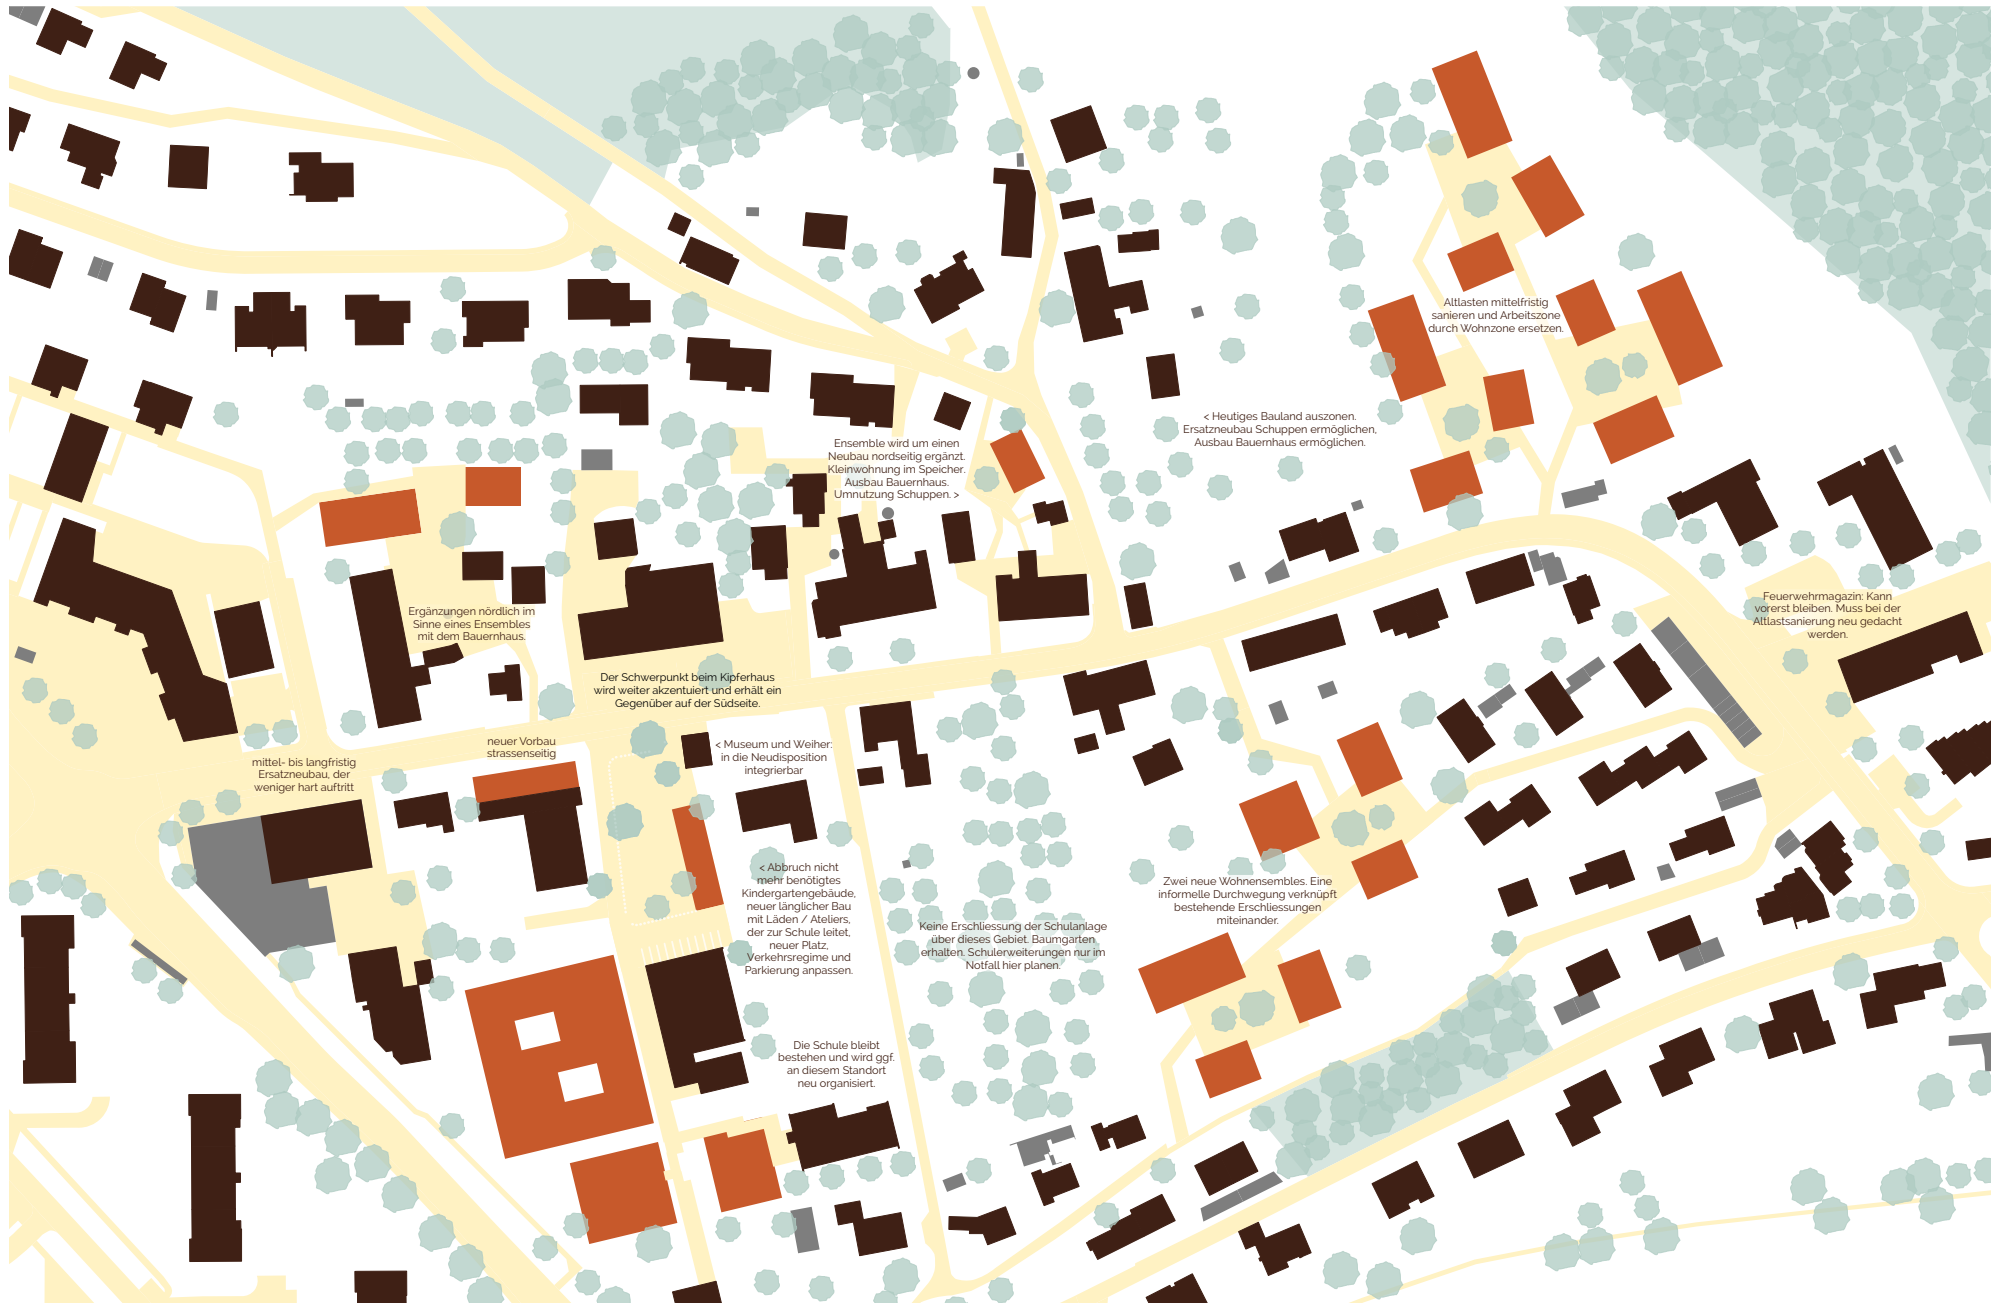 Altlasten mittelfristig
sanieren und Arbeitszone
durch Wohnzone ersetzen.
< Heutiges Bauland auszonen.
Ersatzneubau Schuppen ermöglichen,
Ausbau Bauernhaus ermöglichen.
Ensemble wird um einen
Neubau nordseitig ergänzt.
Kleinwohnung im Speicher.
Ausbau Bauernhaus.
Umnutzung Schuppen. >
Feuerwehrmagazin: Kann
vorerst bleiben. Muss bei der
Altlastsanierung neu gedacht
werden.
Ergänzungen nördlich im
Sinne eines Ensembles
mit dem Bauernhaus.
Der Schwerpunkt beim Kipferhaus
wird weiter akzentuiert und erhält ein
Gegenüber auf der Südseite.
neuer Vorbau
strassenseitig
< Museum und Weiher:
in die Neudisposition
integrierbar
mittel- bis langfristig
Ersatzneubau, der
weniger hart auftritt
< Abbruch nicht
mehr benötigtes
Kindergartengebäude,
neuer länglicher Bau
mit Läden / Ateliers,
der zur Schule leitet,
neuer Platz,
Verkehrsregime und
Parkierung anpassen.
Zwei neue Wohnensembles. Eine
informelle Durchwegung verknüpft
bestehende Erschliessungen
miteinander.
Keine Erschliessung der Schulanlage
über dieses Gebiet. Baumgarten
erhalten. Schulerweiterungen nur im
Notfall hier planen.
Die Schule bleibt
bestehen und wird ggf.
an diesem Standort
neu organisiert.